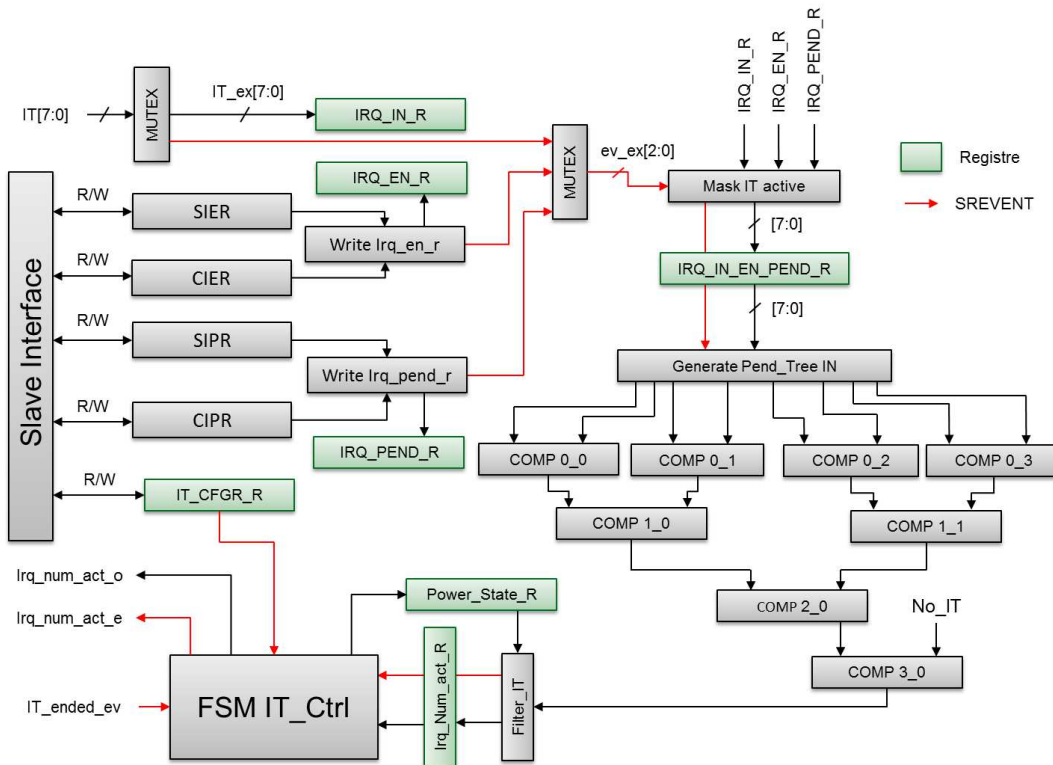 IRQ_IN_R
IRQ_EN_R
IRQ_PEND_R
IT[7:0]
MUTEX
IT_ex[7:0]
IRQ_IN_R
MUTEX
ev_ex[2:0]
Mask IT active
Registre
SREVENT
Slave Interface
R/W
SIER
IRQ_EN_R
Write Irq_en_r
R/W
CIER
[7:0]
IRQ_IN_EN_PEND_R
[7:0]
R/W
SIPR
Write Irq_pend_r
Generate Pend_Tree IN
R/W
CIPR
IRQ_PEND_R
COMP 0_0
COMP 0_1
COMP 0_2
COMP 0_3
R/W
IT_CFGR_R
COMP 1_0
COMP 1_1
Irq_num_act_o
Power_State_R
COMP 2_0
No_IT
Irq_num_act_e
COMP 3_0
IT_ended_ev
FSM IT_Ctrl
Irq_Num_act_R
Filter_IT